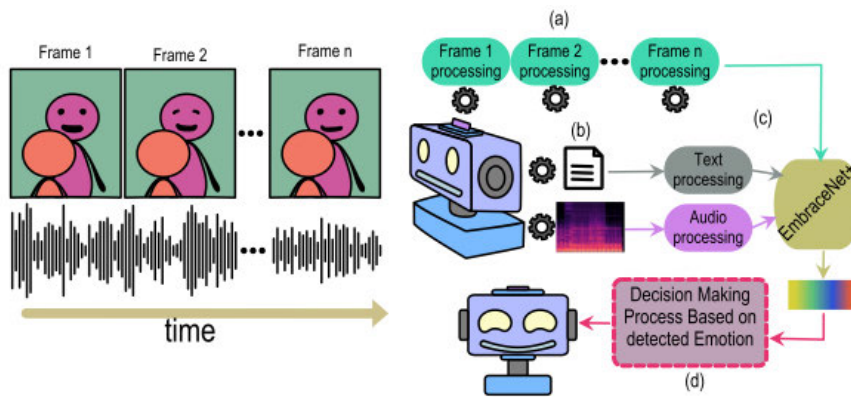 Frame 1
Frame 2
Frame n
time
(a)
Frame 1
processing
Frame 2
processing
Frame n
processing
(b)
(c)
Text
processing
Audio
processing
EmbraceNet+
Decision Making
Process Based on
detected Emotion
(d)